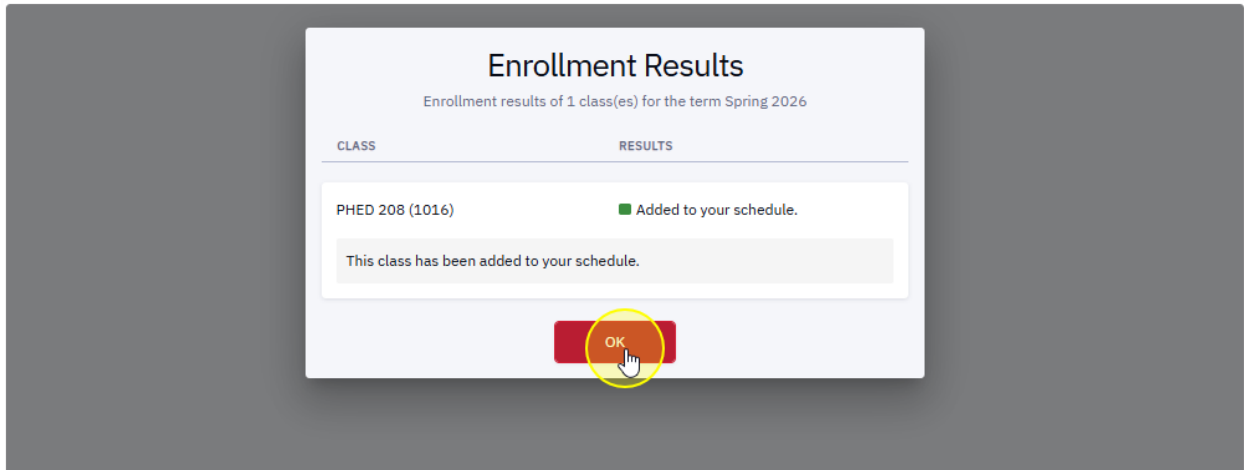 Enrollment Results
Enrollment results of 1 class(es) for the term Spring 2026
CLASS RESULTS
PHED 208 (1016) Added to your schedule.
This class has been added to your schedule.
OK